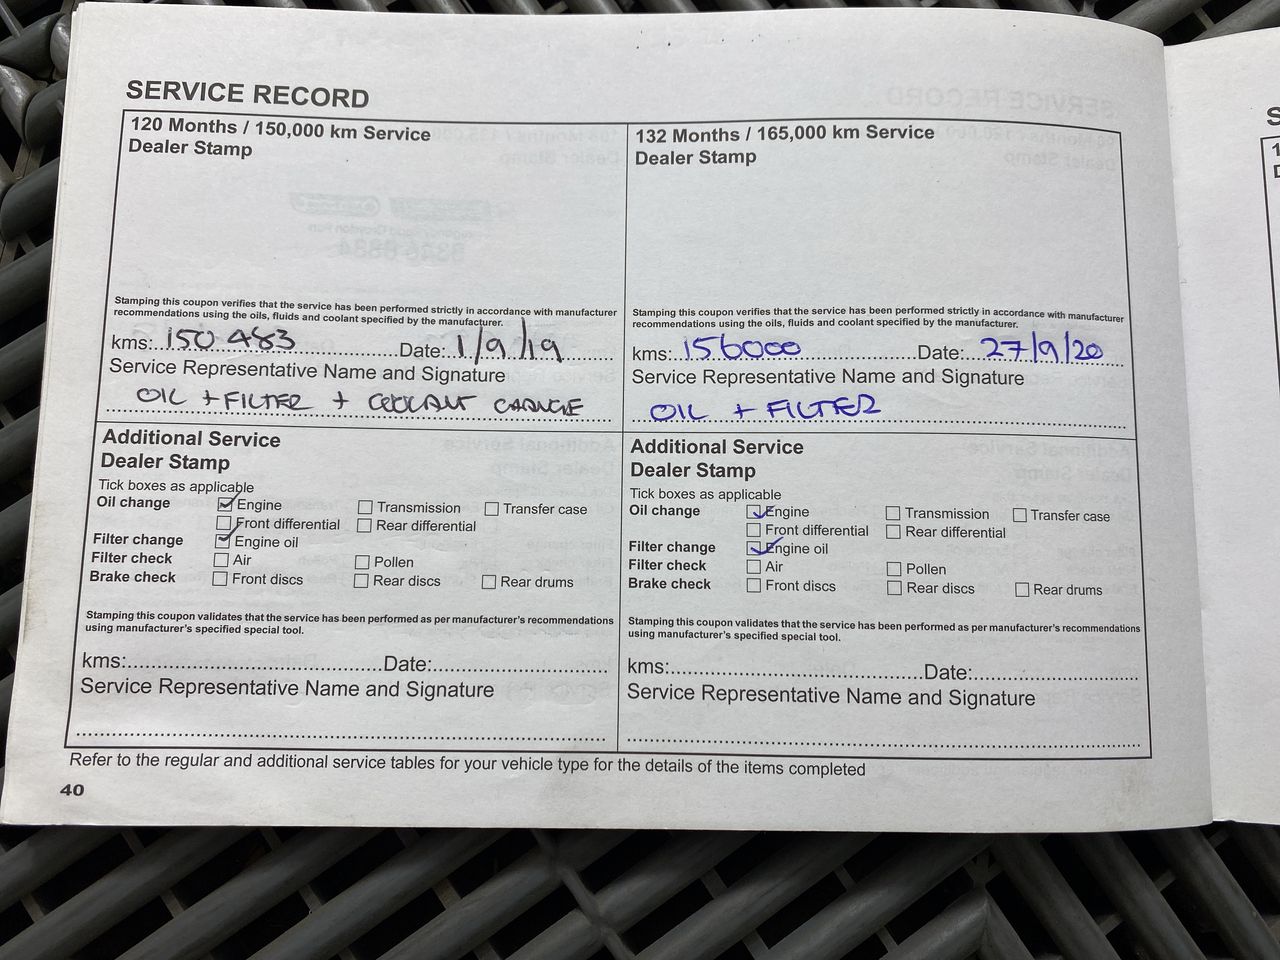 SERVICE RECORD
120 Months / 150,000 km Service
Dealer Stamp
Stamping this coupon verifies that the service has been performed strictly in accordance with manufacturer
recommendations using the oils, fluids and coolant specified by the manufacturer.
kms: 150 483 Date: 1/9/19
Service Representative Name and Signature
OIL + FILTER + COOLANT CHANGE
Additional Service
Dealer Stamp
Tick boxes as applicable
Oil change Engine Transmission Transfer case
Front differential Rear differential
Filter change Engine oil
Filter check Air Pollen
Brake check Front discs Rear discs Rear drums
Stamping this coupon validates that the service has been performed as per manufacturer's recommendations
using manufacturer's specified special tool.
kms: Date:
Service Representative Name and Signature
132 Months / 165,000 km Service
Dealer Stamp
Stamping this coupon verifies that the service has been performed strictly in accordance with manufacturer
recommendations using the oils, fluids and coolant specified by the manufacturer.
kms: 156000 Date: 27/9/20
Service Representative Name and Signature
OIL + FILTER
Additional Service
Dealer Stamp
Tick boxes as applicable
Oil change Engine Transmission Transfer case
Front differential Rear differential
Filter change Engine oil
Filter check Air Pollen
Brake check Front discs Rear discs Rear drums
Stamping this coupon validates that the service has been performed as per manufacturer's recommendations
using manufacturer's specified special tool.
kms: Date:
Service Representative Name and Signature
Refer to the regular and additional service tables for your vehicle type for the details of the items completed
40